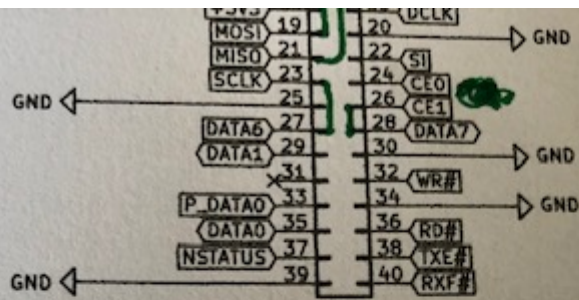 +3V3 DCLK
MOSI 19 20 GND
MISO 21 22 SI
SCLK 23 24 CE0
GND 25 26 CE1
DATA6 27 28 DATA7
DATA1 29 30 GND
31 32 WR#
P_DATA0 33 34 GND
DATA0 35 36 RD#
NSTATUS 37 38 TXE#
GND 39 40 RXF#